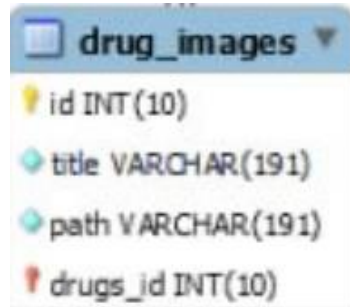 drug_images
id INT(10)
title VARCHAR(191)
path VARCHAR(191)
drugs_id INT(10)